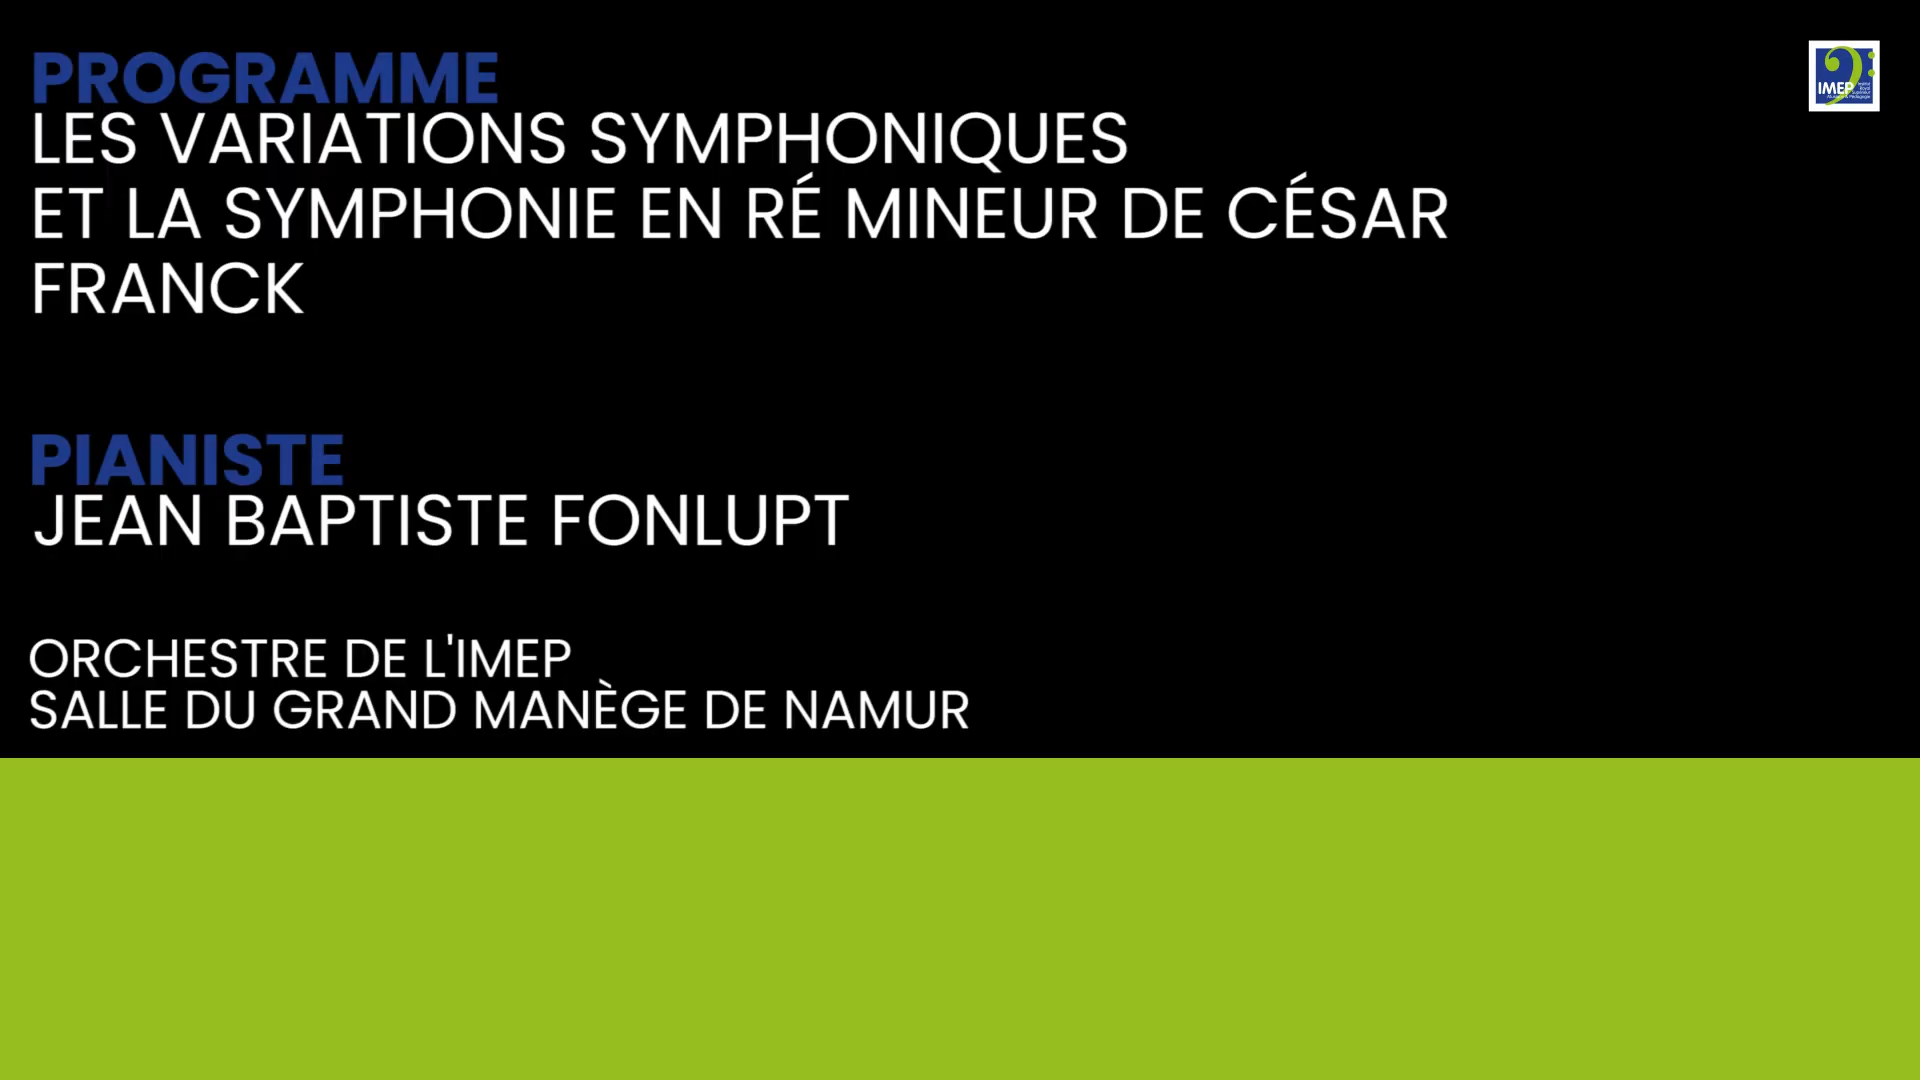 PROGRAMME
LES VARIATIONS SYMPHONIQUES
ET LA SYMPHONIE EN RÉ MINEUR DE CÉSAR
FRANCK
PIANISTE
JEAN BAPTISTE FONLUPT
ORCHESTRE DE L'IMEP
SALLE DU GRAND MANÈGE DE NAMUR
IMEP